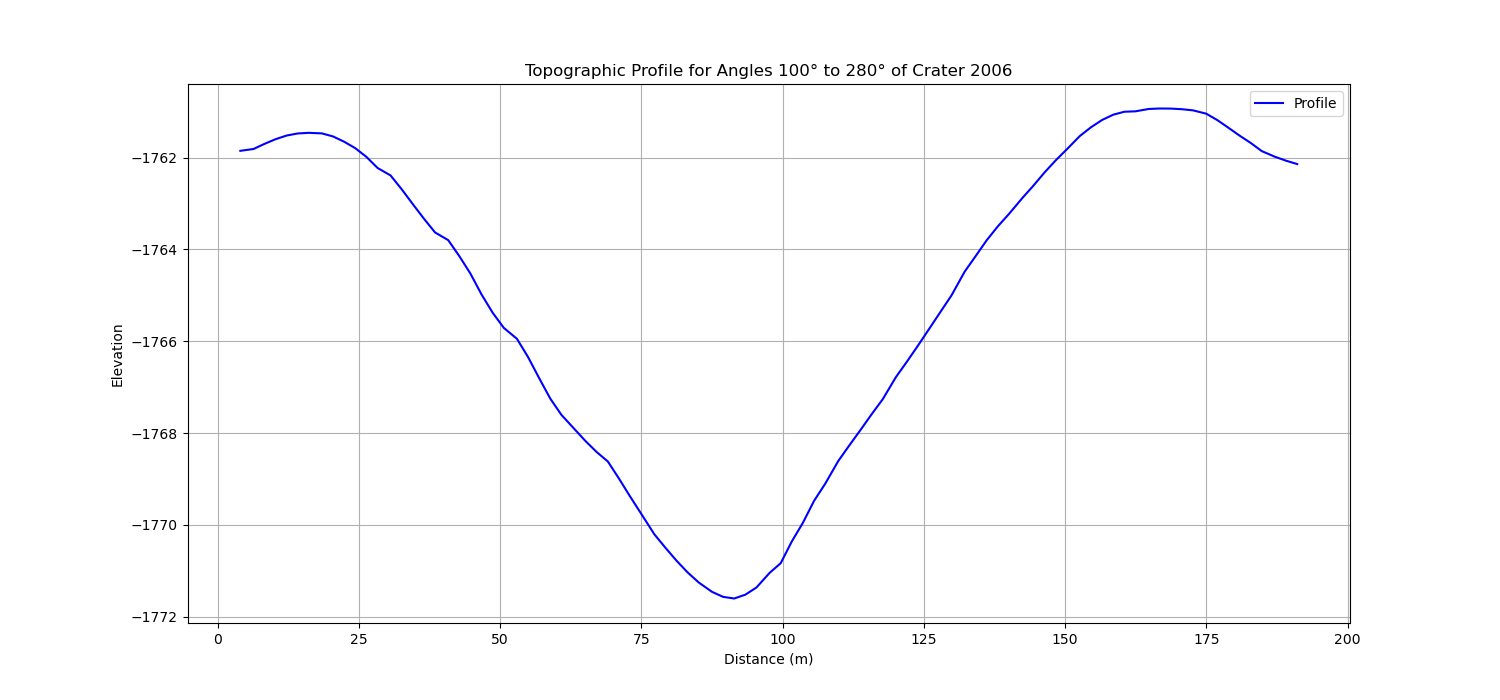 Topographic Profile for Angles 100° to 280° of Crater 2006
Profile
−1762
−1764
−1766
−1768
−1770
−1772
Elevation
0 25 50 75 100 125 150 175 200
Distance (m)